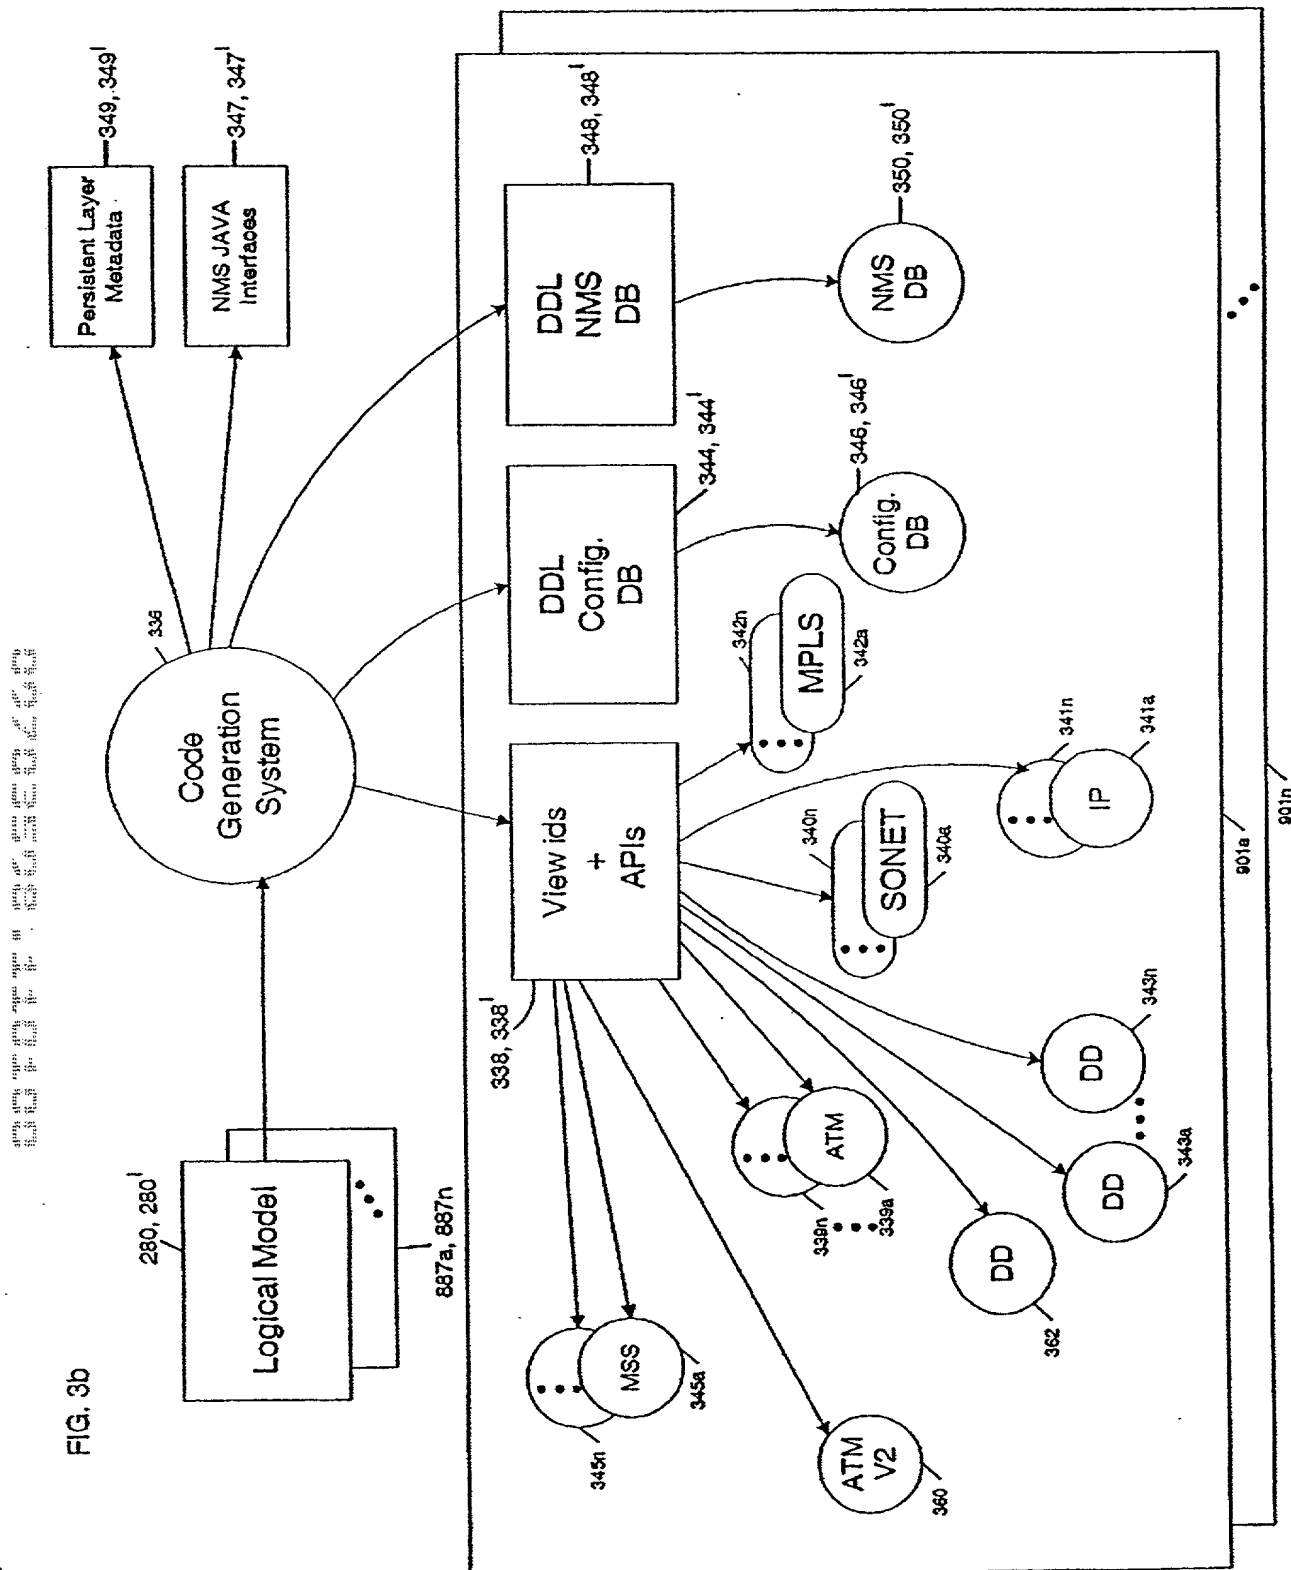 FIG. 3b
280, 280'
Logical Model
887a, 887n
336
Code
Generation
System
Persistent Layer
Metadata
349, 349'
NMS JAVA
Interfaces
347, 347'
338, 338'
View ids
+
APIs
DDL
Config.
DB
344, 344'
DDL
NMS
DB
348, 348'
Config.
DB
346, 346'
NMS
DB
350, 350'
345n
MSS
345a
ATM
V2
360
339n
ATM
339a
DD
362
DD
343a
DD
343n
340n
SONET
340a
342n
MPLS
342a
341n
IP
341a
901a
901n